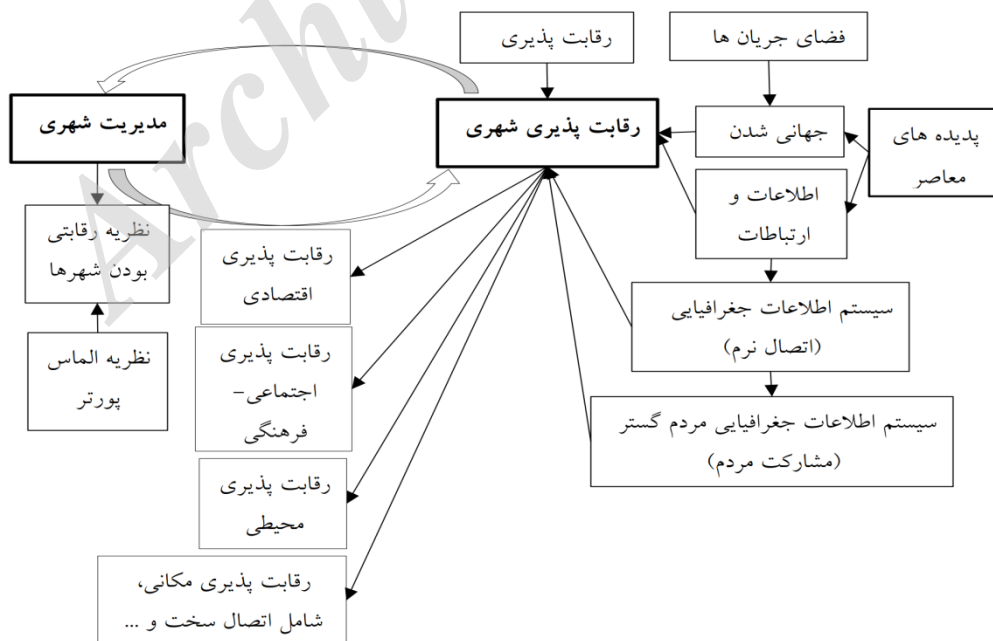 رقابت پذیری
فضای جریان ها
مدیریت شهری
رقابت پذیری شهری
جهانی شدن
پدیده های
معاصر
اطلاعات و
ارتباطات
نظریه رقابتی
بودن شهرها
رقابت پذیری
اقتصادی
سیستم اطلاعات جغرافیایی
(اتصال نرم)
نظریه الماس
پورتر
رقابت پذیری
اجتماعی-
فرهنگی
سیستم اطلاعات جغرافیایی مردم گستر
(مشارکت مردم)
رقابت پذیری
محیطی
رقابت پذیری مکانی،
شامل اتصال سخت و ...
Archi